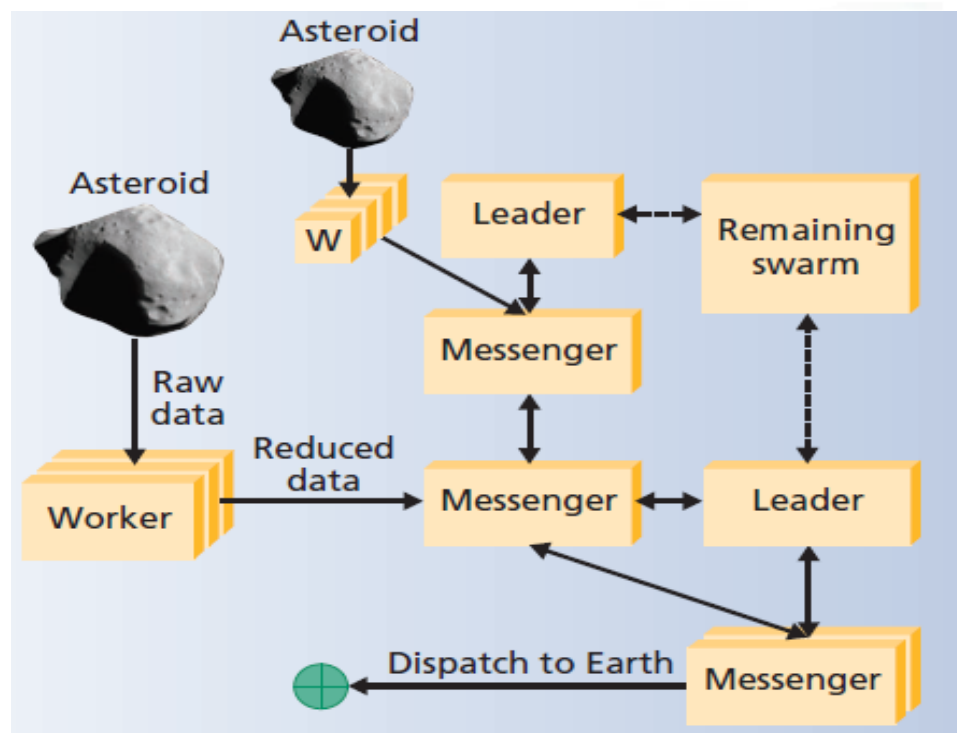 Asteroid
Asteroid
W
Leader
Remaining
swarm
Messenger
Raw
data
Reduced
data
Worker
Messenger
Leader
Dispatch to Earth
Messenger